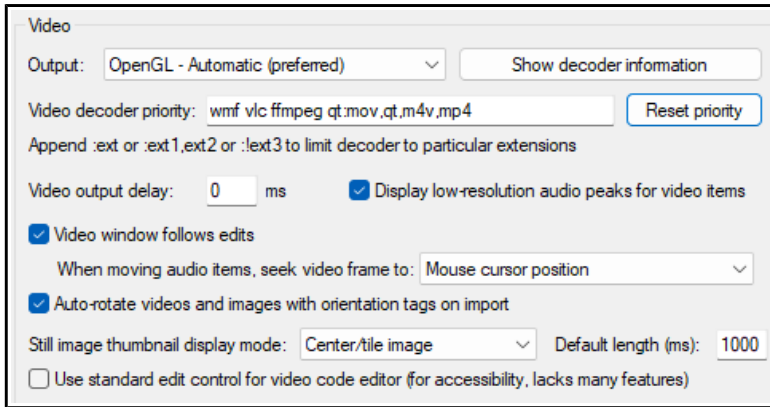 Video
Output: OpenGL - Automatic (preferred) Show decoder information
Video decoder priority: wmf vlc ffmpeg qt:mov,qt,m4v,mp4 Reset priority
Append :ext or :ext1,ext2 or :!ext3 to limit decoder to particular extensions
Video output delay: 0 ms Display low-resolution audio peaks for video items
Video window follows edits
When moving audio items, seek video frame to: Mouse cursor position
Auto-rotate videos and images with orientation tags on import
Still image thumbnail display mode: Center/tile image Default length (ms): 1000
Use standard edit control for video code editor (for accessibility, lacks many features)